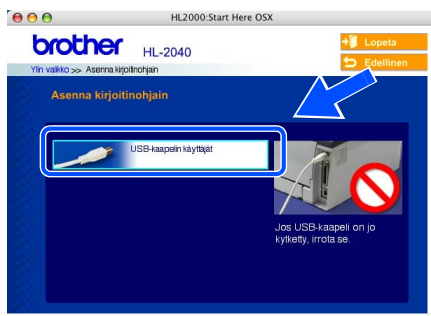 HL2000:Start Here OSX
brother HL-2040
Lopeta
Edellinen
Ylin valikko >> Asenna kirjoitinohjain
Asenna kirjoitinohjain
USB-kaapelin käyttäjät
Jos USB-kaapeli on jo
kytketty, irrota se.